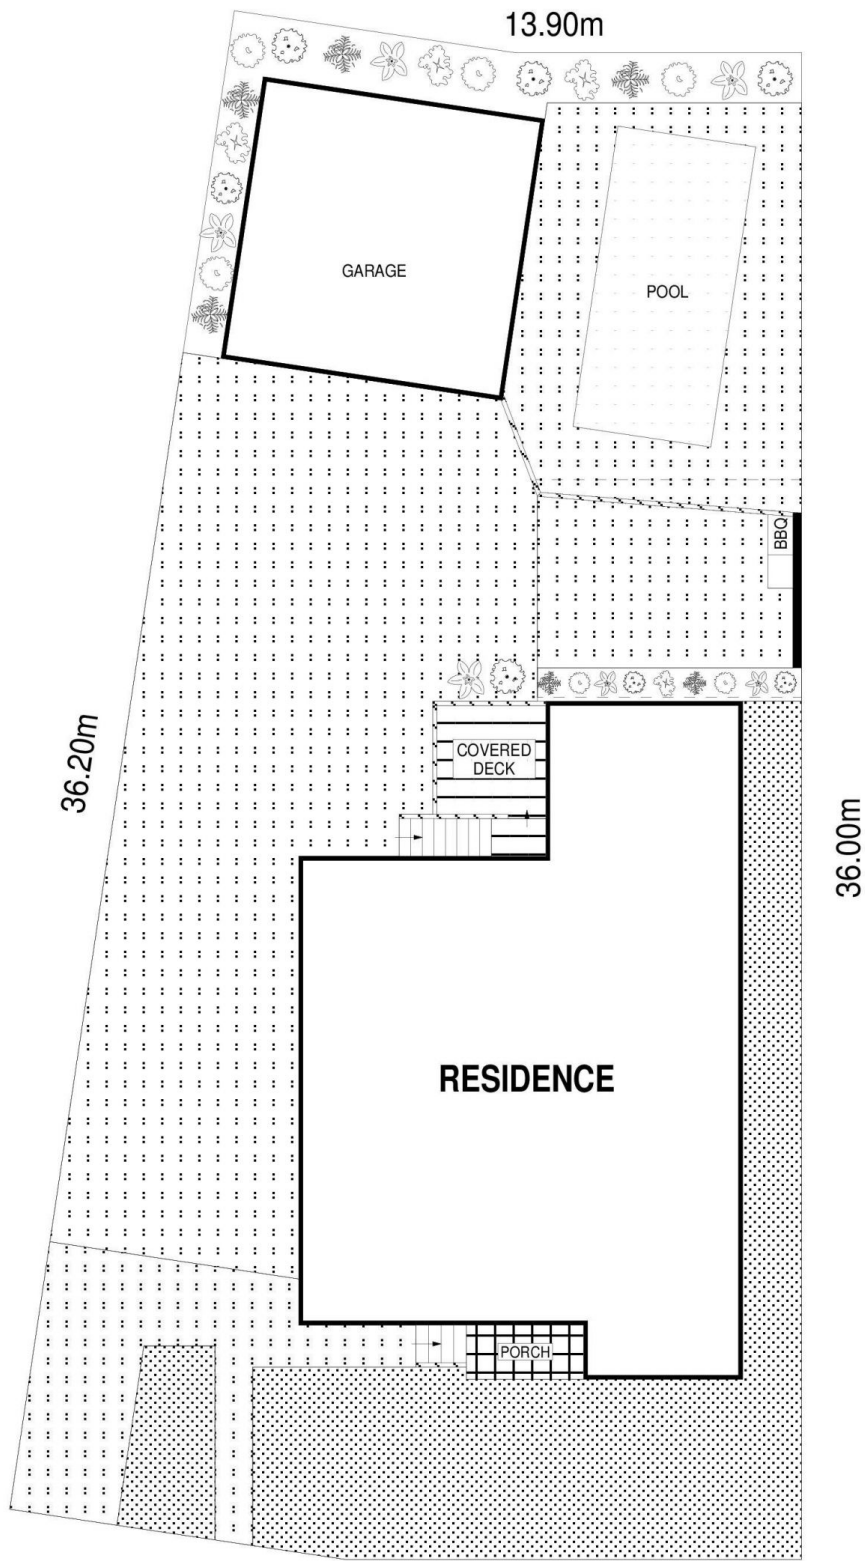 13.90m
GARAGE
POOL
BBQ
36.20m
COVERED
DECK
36.00m
RESIDENCE
PORCH